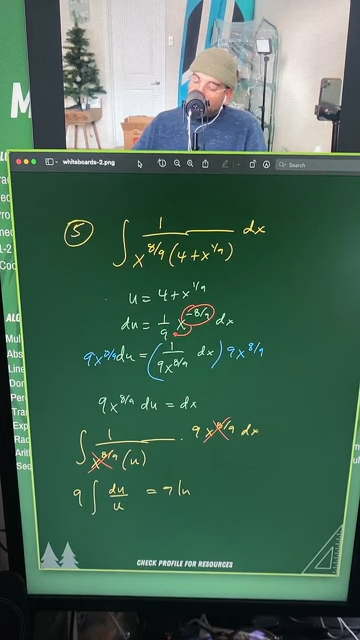 whiteboards-2.png
Search
5 ∫ 1/(x^{8/9}(4+x^{1/9})) dx
u = 4+x^{1/9}
du = 1/9 x^{-8/9} dx
9x^{8/9} du = (1/(9x^{8/9}) dx) 9x^{8/9}
9x^{8/9} du = dx
∫ 1/(x^{8/9}(u)) · 9x^{8/9} dx
9 ∫ du/u = 9 ln
CHECK PROFILE FOR RESOURCES